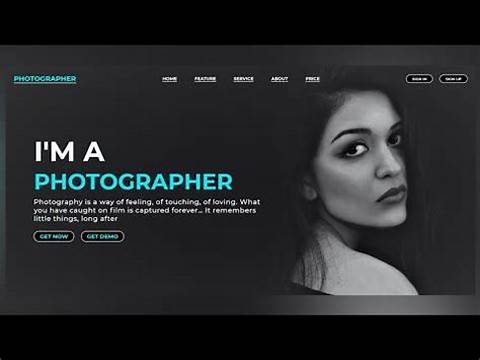 PHOTOGRAPHER
HOME FEATURE SERVICE ABOUT PRICE
SIGN IN SIGN UP
I'M A
PHOTOGRAPHER
Photography is a way of feeling, of touching, of loving. What
you have caught on film is captured forever... It remembers
little things, long after
GET NOW GET DEMO